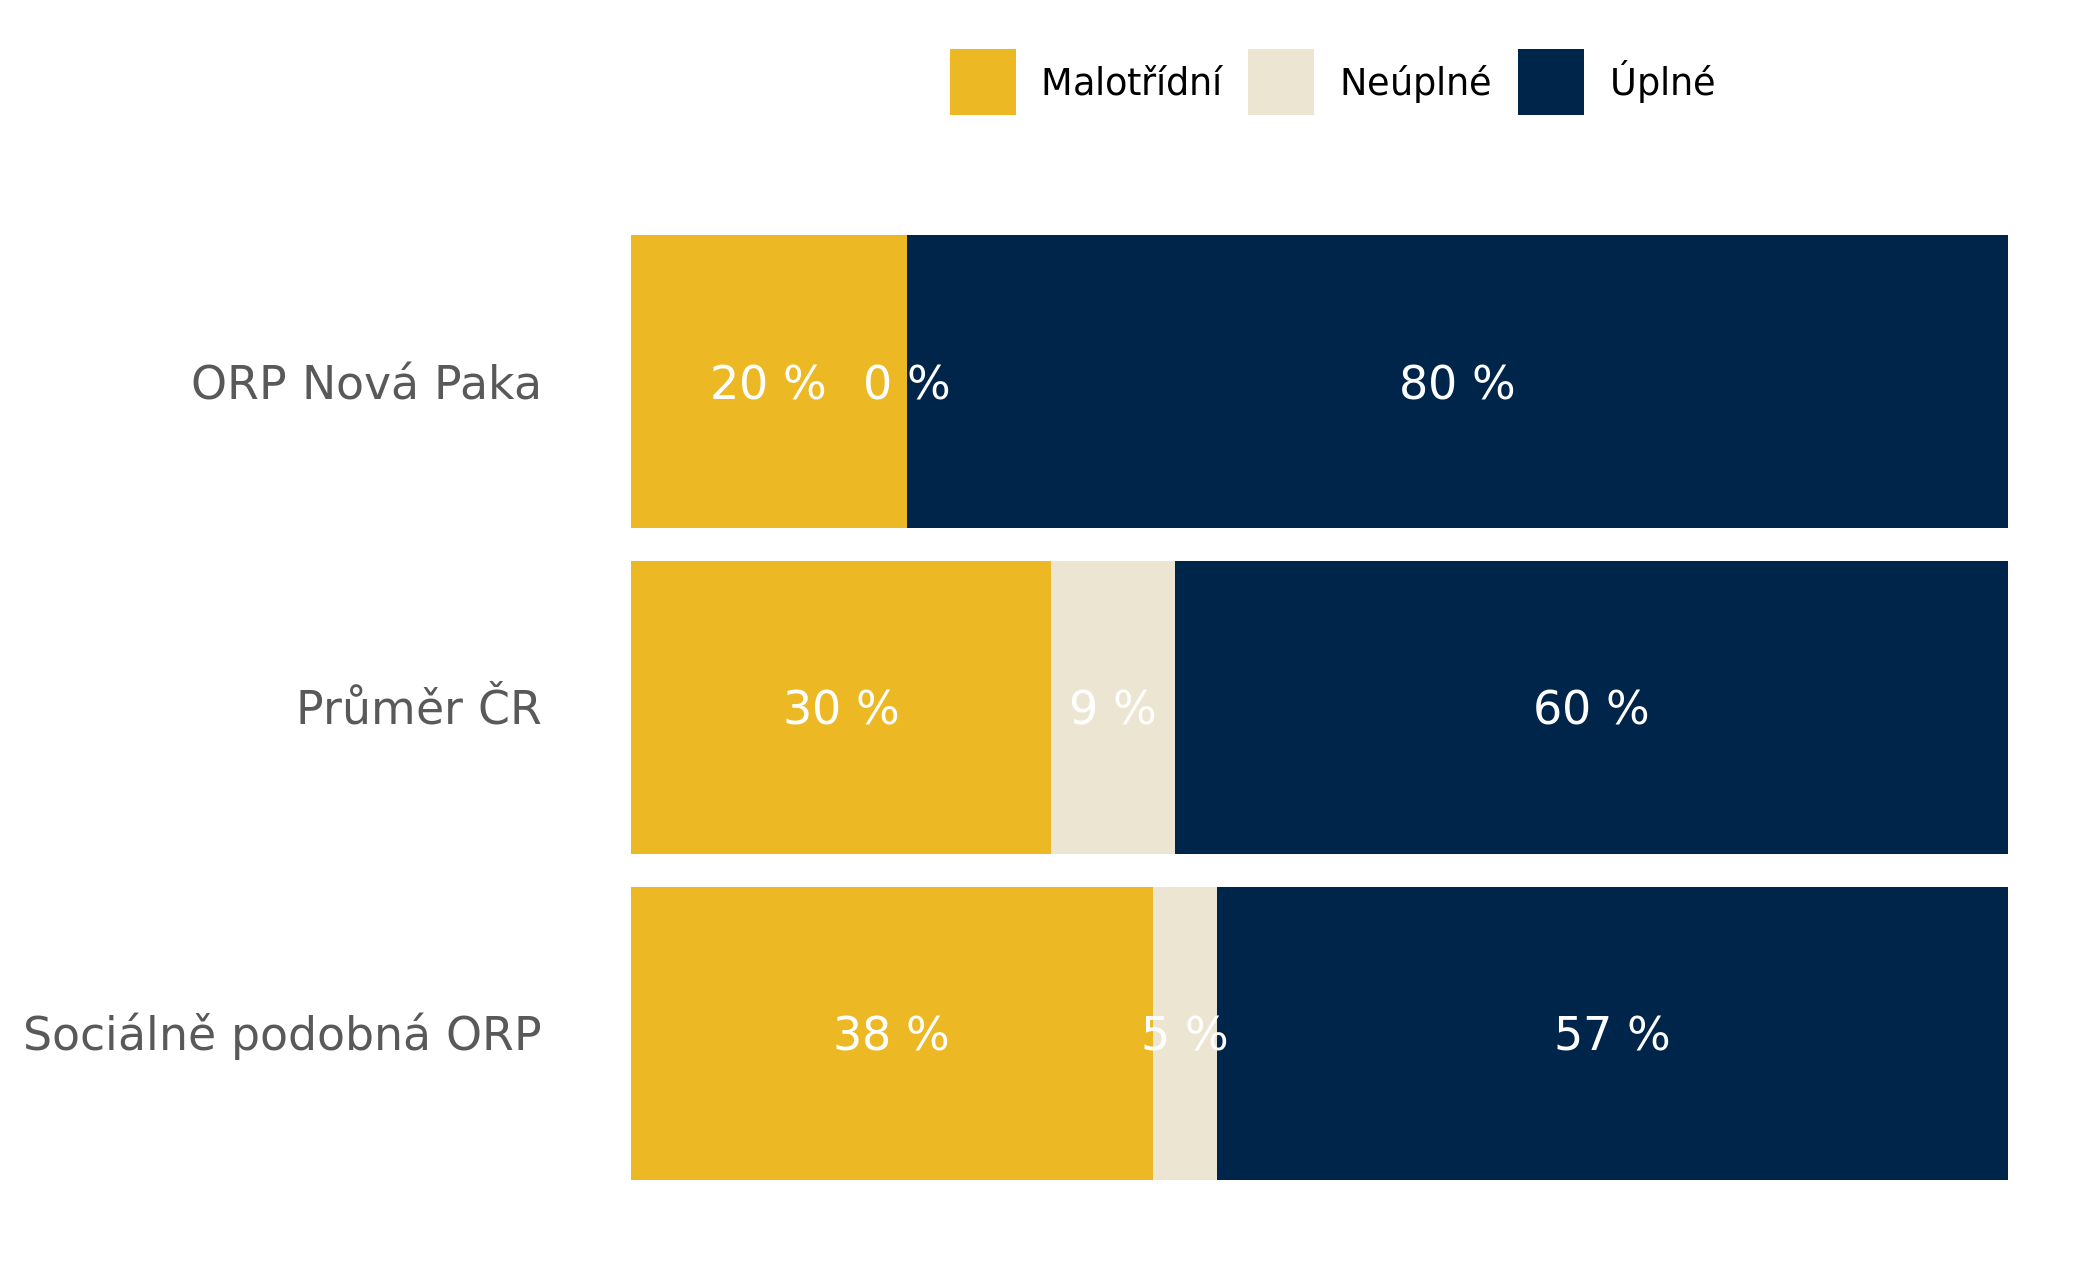 Malotřídní Neúplné Úplné
ORP Nová Paka 20 % 0 % 80 %
Průměr ČR 30 % 9 % 60 %
Sociálně podobná ORP 38 % 5 % 57 %